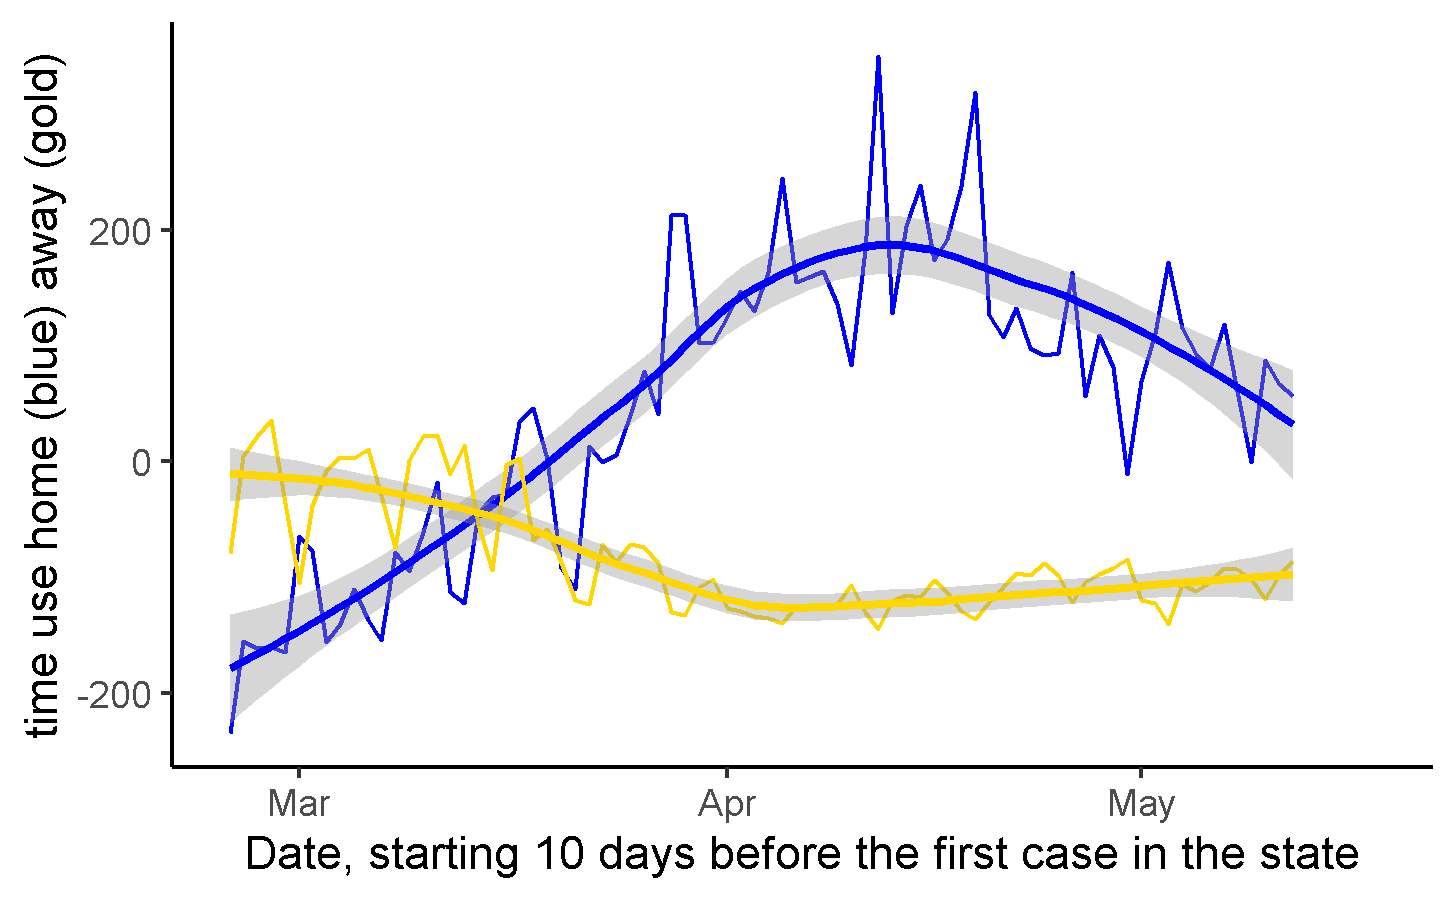 time use home (blue) away (gold)
200
0
-200
Mar
Apr
May
Date, starting 10 days before the first case in the state